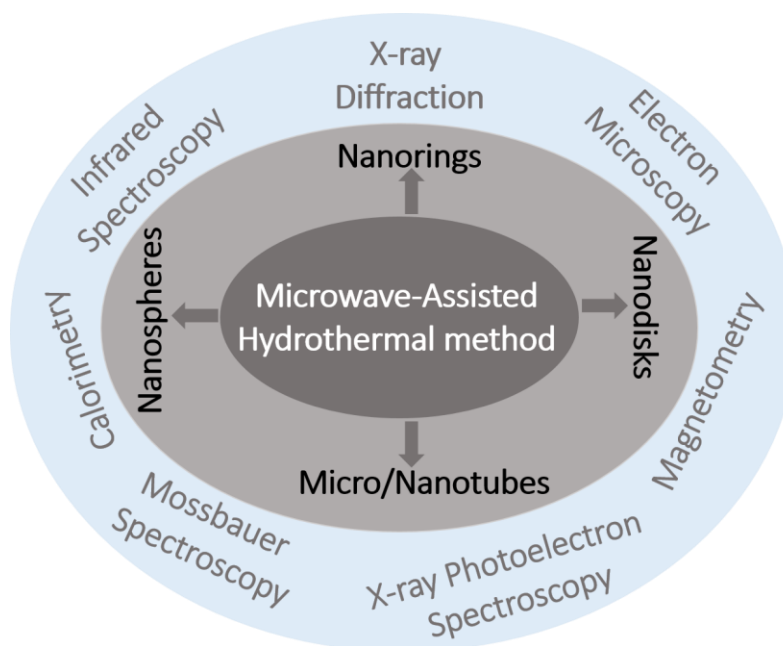 X-ray
Diffraction
Infrared
Spectroscopy
Electron
Microscopy
Nanorings
Nanospheres
Microwave-Assisted
Hydrothermal method
Nanodisks
Calorimetry
Magnetometry
Micro/Nanotubes
Mossbauer
Spectroscopy
X-ray Photoelectron
Spectroscopy